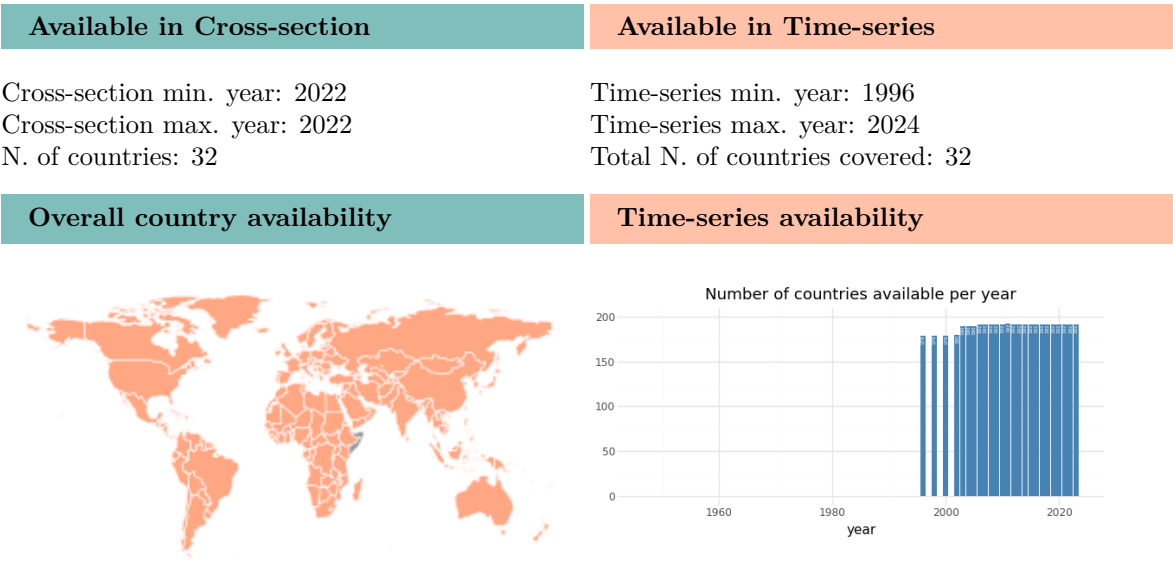 Available in Cross-section
Available in Time-series
Cross-section min. year: 2022
Cross-section max. year: 2022
N. of countries: 32
Time-series min. year: 1996
Time-series max. year: 2024
Total N. of countries covered: 32
Overall country availability
Time-series availability
Number of countries available per year
200
150
100
50
0
1960
1980
2000
2020
year